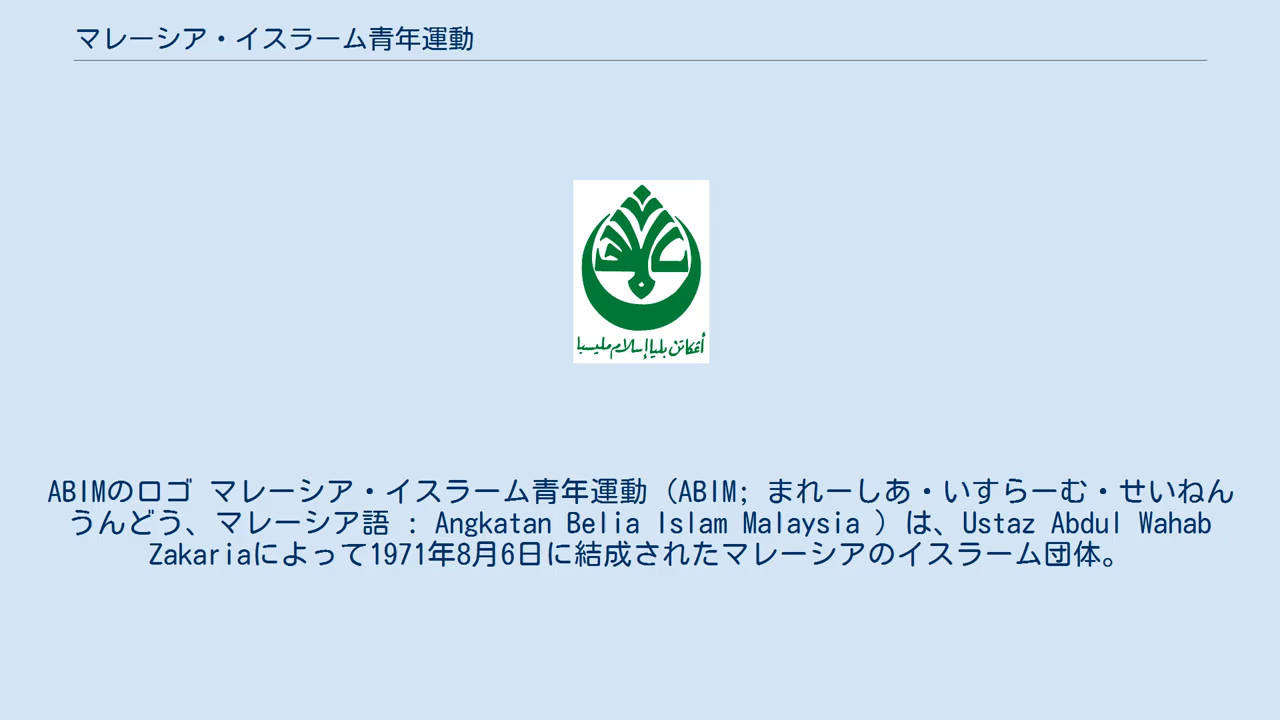 マレーシア・イスラーム青年運動
أڠكاتن بليا إسلام مليسيا
ABIMのロゴ マレーシア・イスラーム青年運動（ABIM; まれーしあ・いすらーむ・せいねん
うんどう、マレーシア語 : Angkatan Belia Islam Malaysia ）は、Ustaz Abdul Wahab
Zakariaによって1971年8月6日に結成されたマレーシアのイスラーム団体。